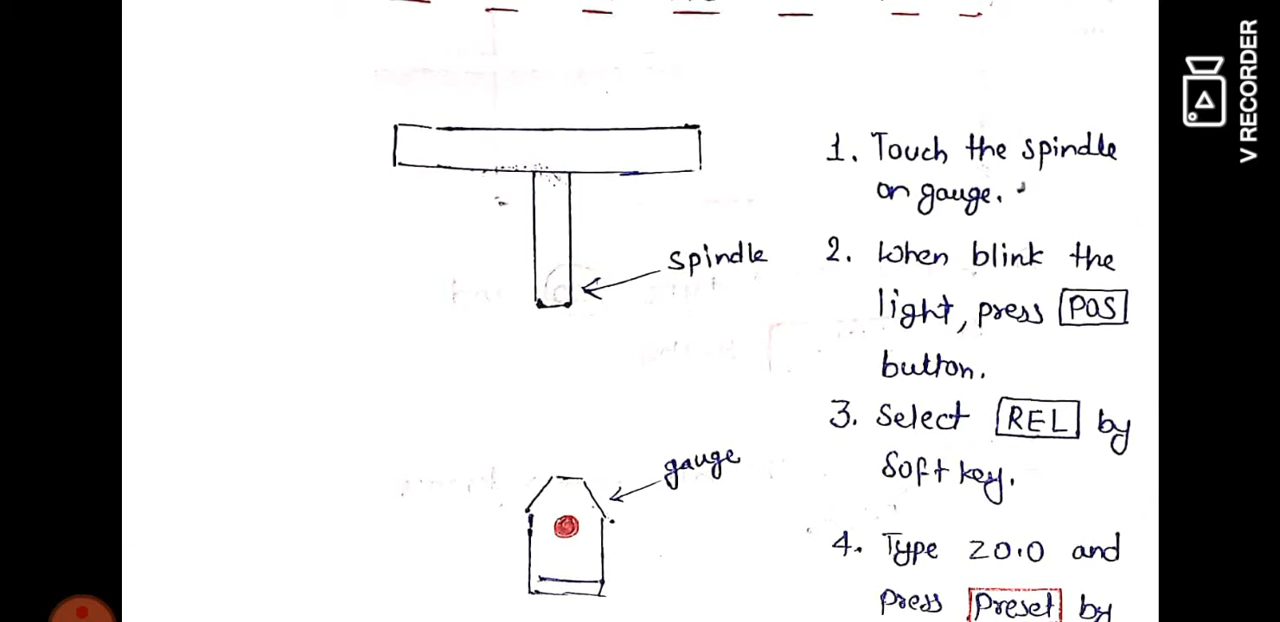 spindle
gauge
1. Touch the spindle
on gauge.
2. When blink the
light, press POS
button.
3. Select REL by
Soft key.
4. Type Z0.0 and
press Preset by
V RECORDER